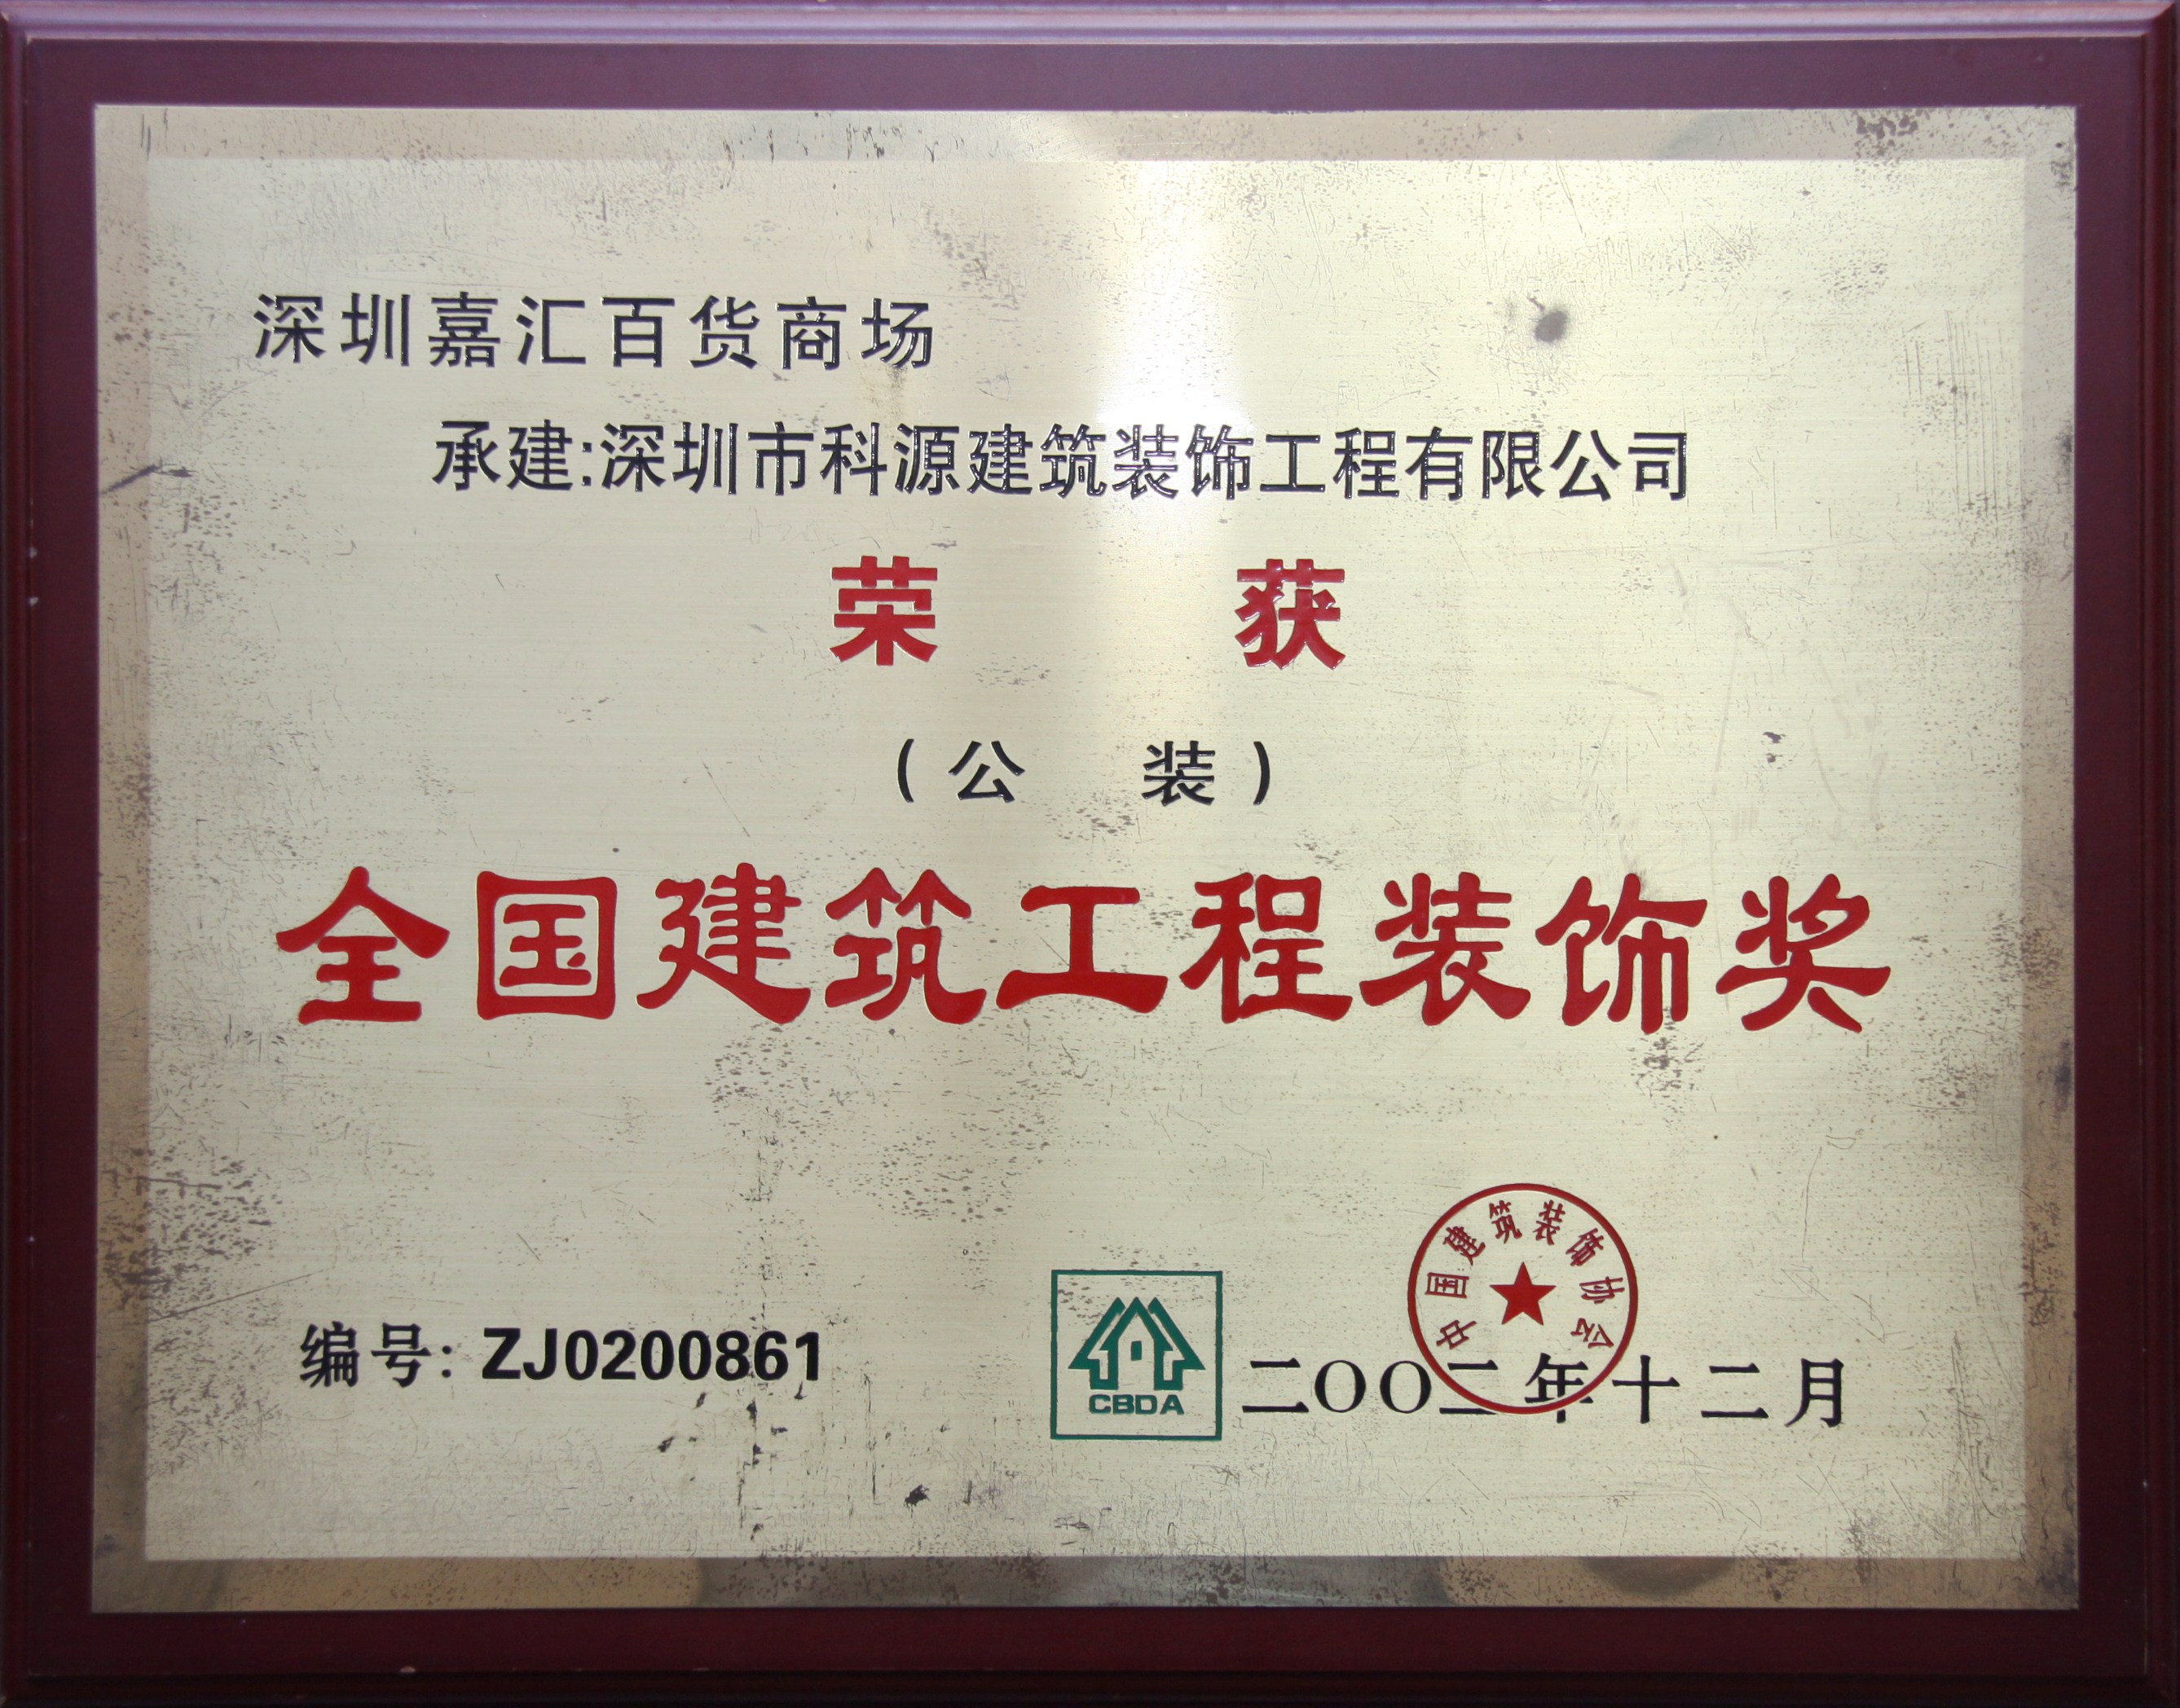 深圳嘉汇百货商场
承建:深圳市科源建筑装饰工程有限公司
荣 获
(公 装)
全国建筑工程装饰奖
中国建筑装饰协会
编号: ZJ0200861
CBDA
二OO二年十二月